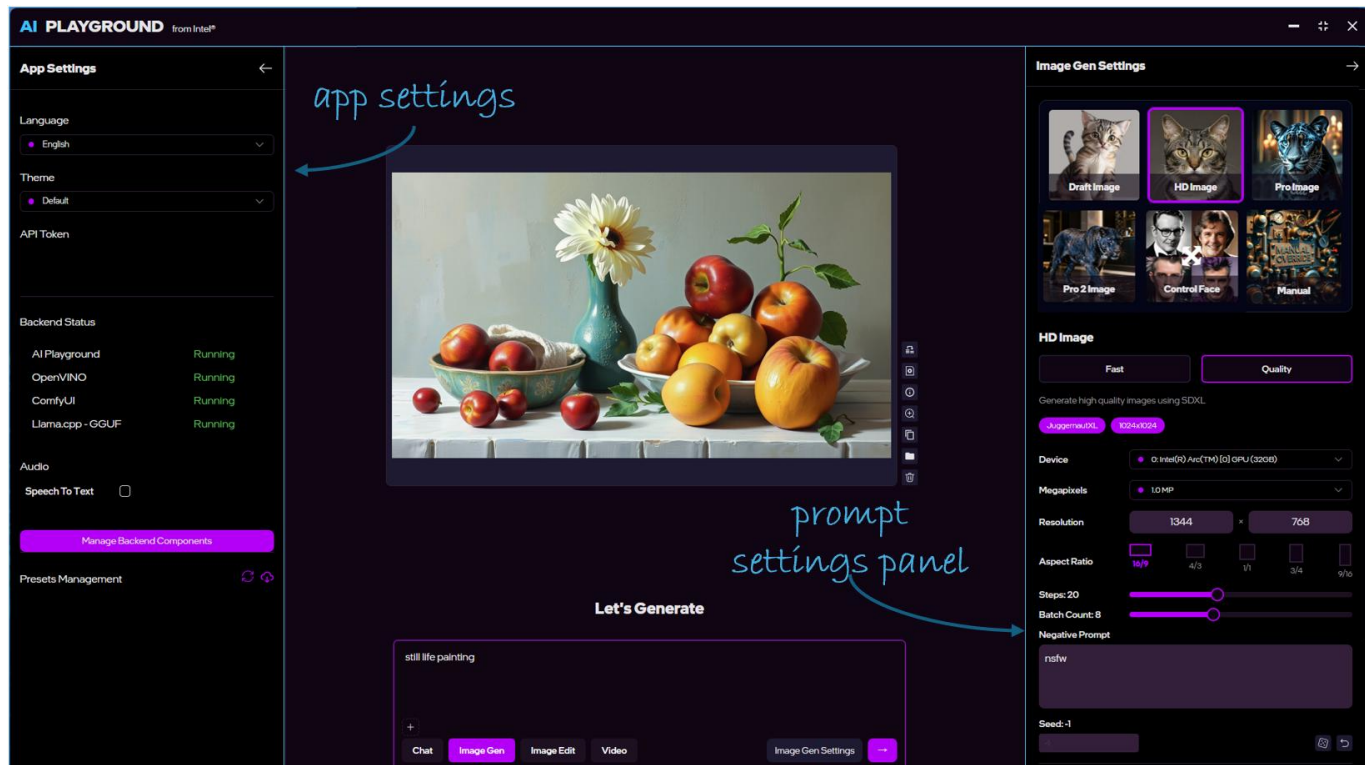 AI PLAYGROUND from Intel®
App Settings
Language
English
Theme
Default
API Token
Backend Status
AI Playground Running
OpenVINO Running
ComfyUI Running
Llama.cpp - GGUF Running
Audio
Speech To Text
Manage Backend Components
Presets Management
app settings
prompt
settings panel
Let's Generate
still life painting
+
Chat Image Gen Image Edit Video Image Gen Settings →
Image Gen Settings
Draft Image HD Image Pro Image
MANUAL
OVERRIDE
Pro 2 Image Control Face Manual
HD Image
Fast Quality
Generate high quality images using SDXL
JuggernautXL 1024x1024
Device 0: Intel(R) Arc(TM) [0] GPU (32GB)
Megapixels 1.0 MP
Resolution 1344 × 768
Aspect Ratio 16/9 4/3 1/1 3/4 9/16
Steps: 20
Batch Count: 8
Negative Prompt
nsfw
Seed: -1